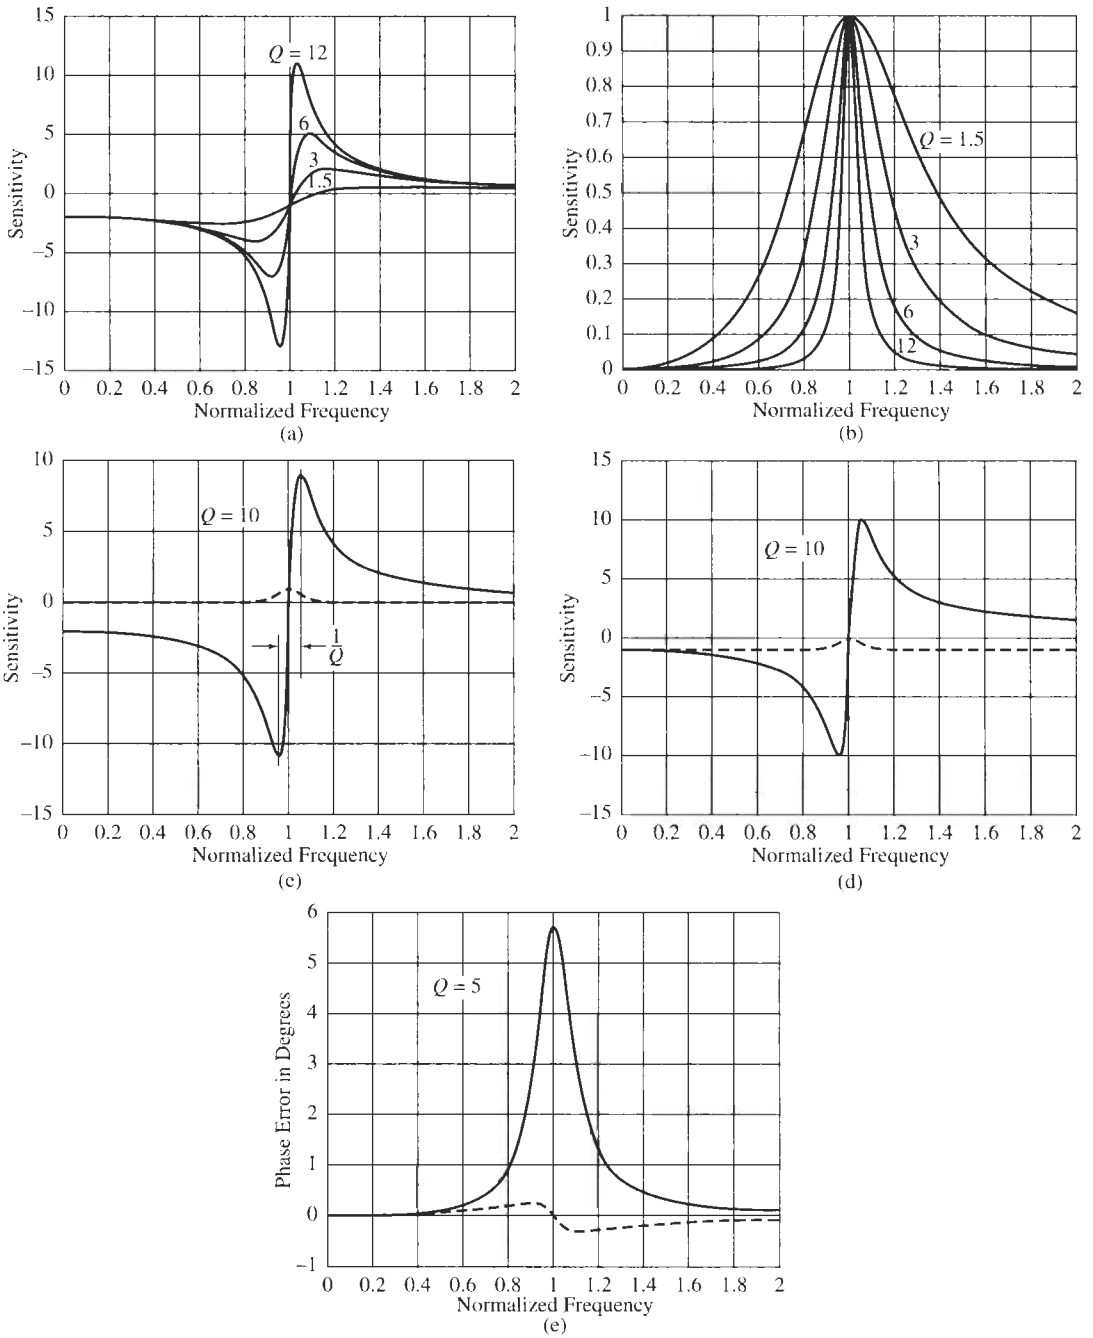 15
10
5
0
–5
–10
–15
Sensitivity
Q = 12
6
3
1.5
0 0.2 0.4 0.6 0.8 1 1.2 1.4 1.6 1.8 2
Normalized Frequency
(a)
1
0.9
0.8
0.7
0.6
0.5
0.4
0.3
0.2
0.1
0
Sensitivity
Q = 1.5
3
6
12
0 0.2 0.4 0.6 0.8 1 1.2 1.4 1.6 1.8 2
Normalized Frequency
(b)
10
5
0
–5
–10
–15
Sensitivity
Q = 10
1
Q
0 0.2 0.4 0.6 0.8 1 1.2 1.4 1.6 1.8 2
Normalized Frequency
(c)
15
10
5
0
–5
–10
–15
Sensitivity
Q = 10
0 0.2 0.4 0.6 0.8 1 1.2 1.4 1.6 1.8 2
Normalized Frequency
(d)
6
5
4
3
2
1
0
–1
Phase Error in Degrees
Q = 5
0 0.2 0.4 0.6 0.8 1 1.2 1.4 1.6 1.8 2
Normalized Frequency
(e)